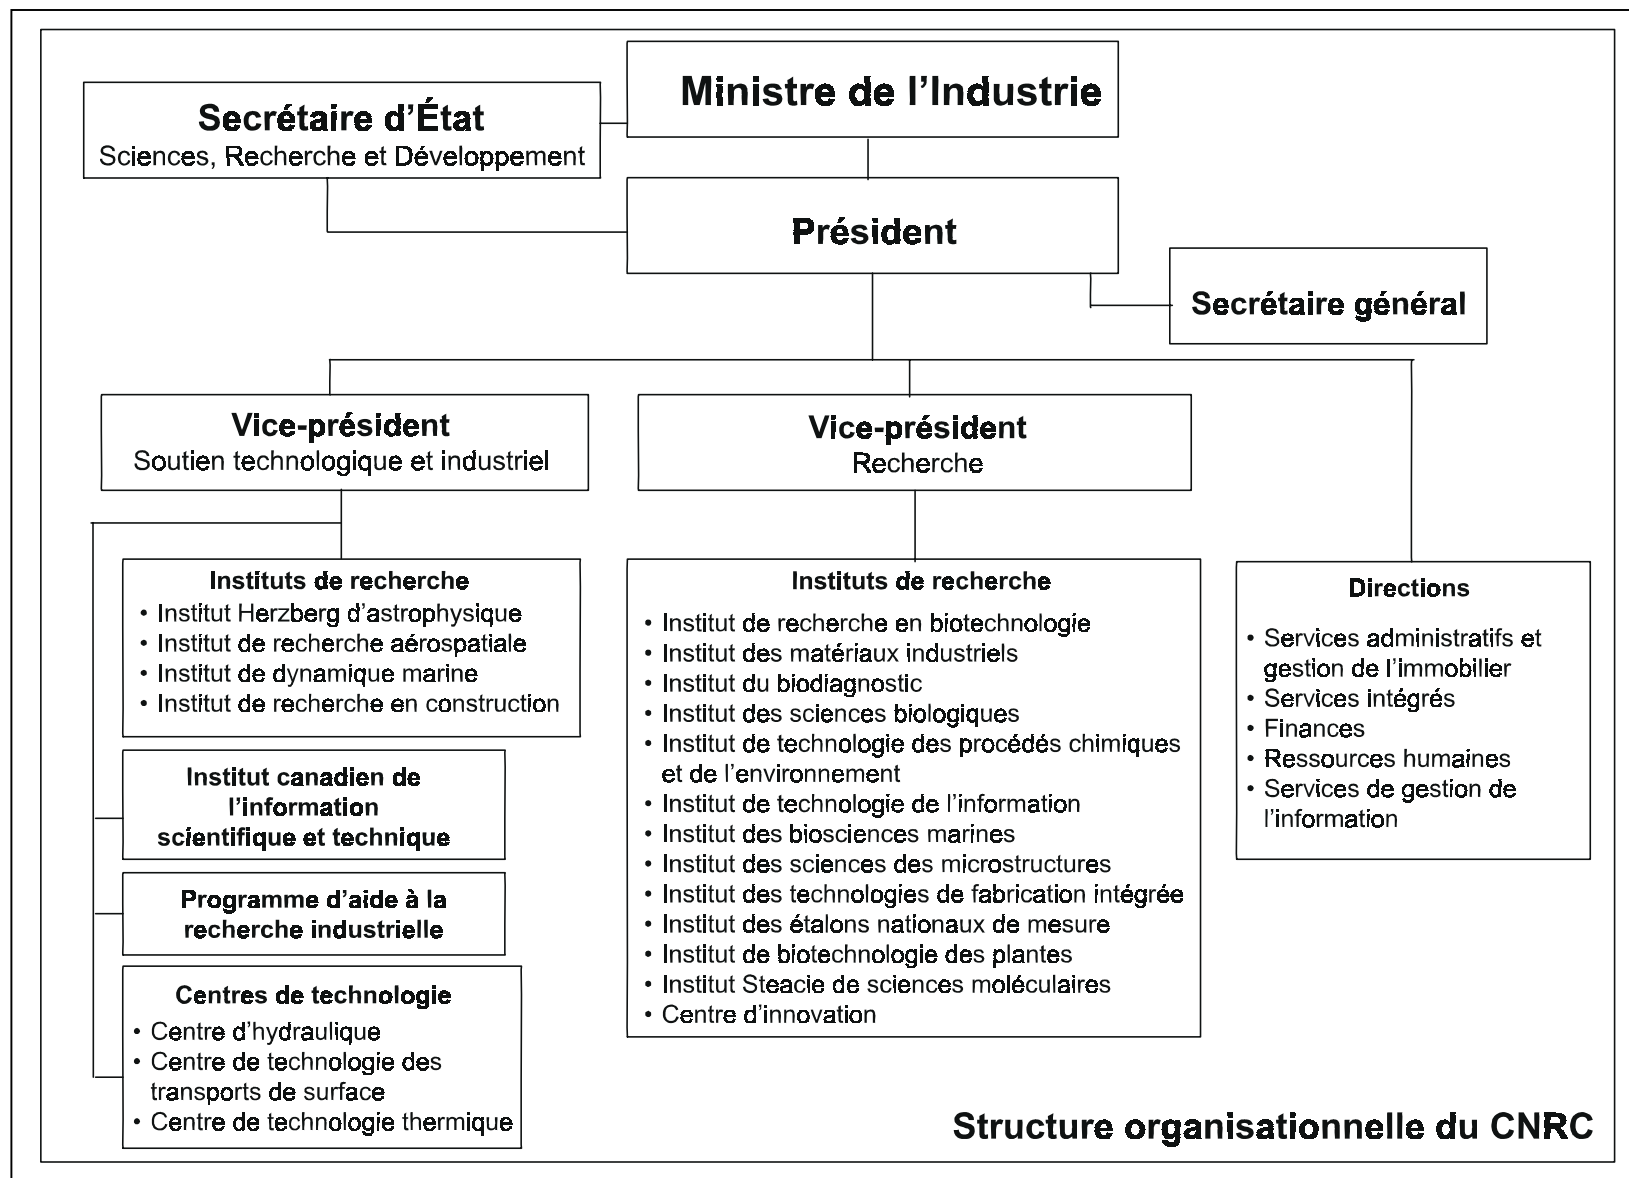 Ministre de l’Industrie
Secrétaire d’État
Sciences, Recherche et Développement
Président
Secrétaire général
Vice-président
Soutien technologique et industriel
Vice-président
Recherche
Instituts de recherche
• Institut Herzberg d’astrophysique
• Institut de recherche aérospatiale
• Institut de dynamique marine
• Institut de recherche en construction
Institut canadien de
l’information
scientifique et technique
Programme d’aide à la
recherche industrielle
Centres de technologie
• Centre d’hydraulique
• Centre de technologie des
transports de surface
• Centre de technologie thermique
Instituts de recherche
• Institut de recherche en biotechnologie
• Institut des matériaux industriels
• Institut du biodiagnostic
• Institut des sciences biologiques
• Institut de technologie des procédés chimiques
et de l’environnement
• Institut de technologie de l’information
• Institut des biosciences marines
• Institut des sciences des microstructures
• Institut des technologies de fabrication intégrée
• Institut des étalons nationaux de mesure
• Institut de biotechnologie des plantes
• Institut Steacie de sciences moléculaires
• Centre d’innovation
Directions
• Services administratifs et
gestion de l’immobilier
• Services intégrés
• Finances
• Ressources humaines
• Services de gestion de
l’information
Structure organisationnelle du CNRC